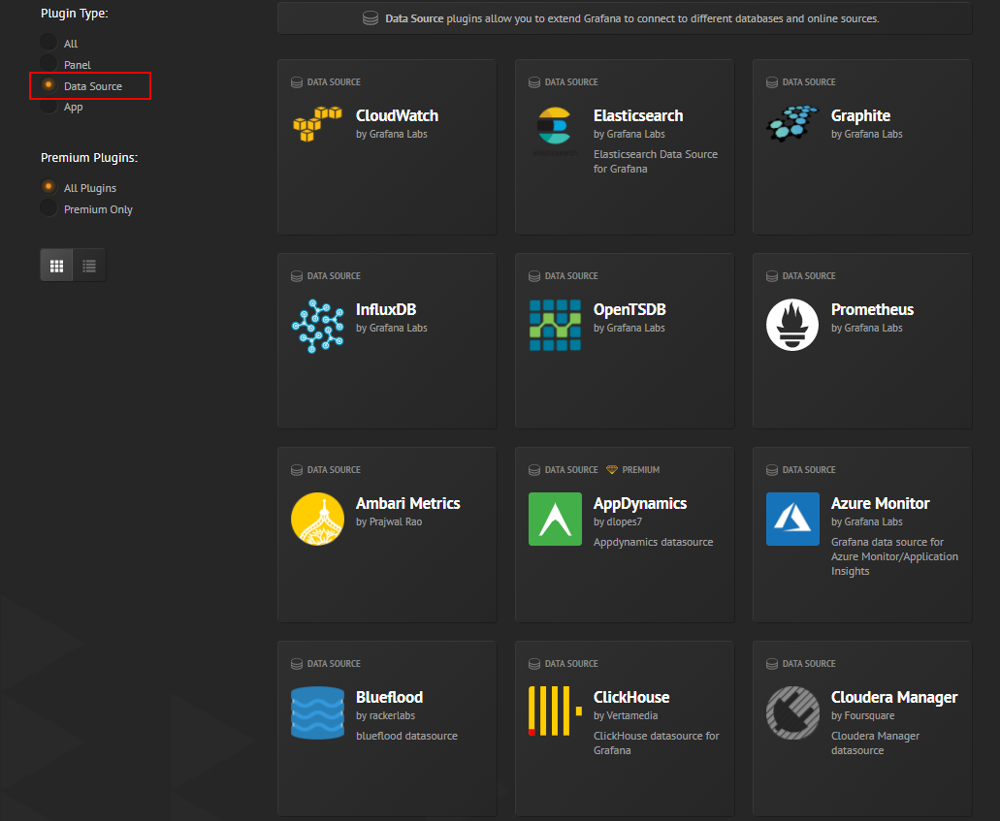 Plugin Type:
All
Panel
Data Source
App
Premium Plugins:
All Plugins
Premium Only
Data Source plugins allow you to extend Grafana to connect to different databases and online sources.
DATA SOURCE
CloudWatch
by Grafana Labs
DATA SOURCE
Elasticsearch
by Grafana Labs
Elasticsearch Data Source
for Grafana
DATA SOURCE
Graphite
by Grafana Labs
DATA SOURCE
InfluxDB
by Grafana Labs
DATA SOURCE
OpenTSDB
by Grafana Labs
DATA SOURCE
Prometheus
by Grafana Labs
DATA SOURCE
Ambari Metrics
by Prajwal Rao
DATA SOURCE PREMIUM
AppDynamics
by dlopes7
Appdynamics datasource
DATA SOURCE
Azure Monitor
by Grafana Labs
Grafana data source for
Azure Monitor/Application
Insights
DATA SOURCE
Blueflood
by rackerlabs
blueflood datasource
DATA SOURCE
ClickHouse
by Vertamedia
ClickHouse datasource for
Grafana
DATA SOURCE
Cloudera Manager
by Foursquare
Cloudera Manager
datasource